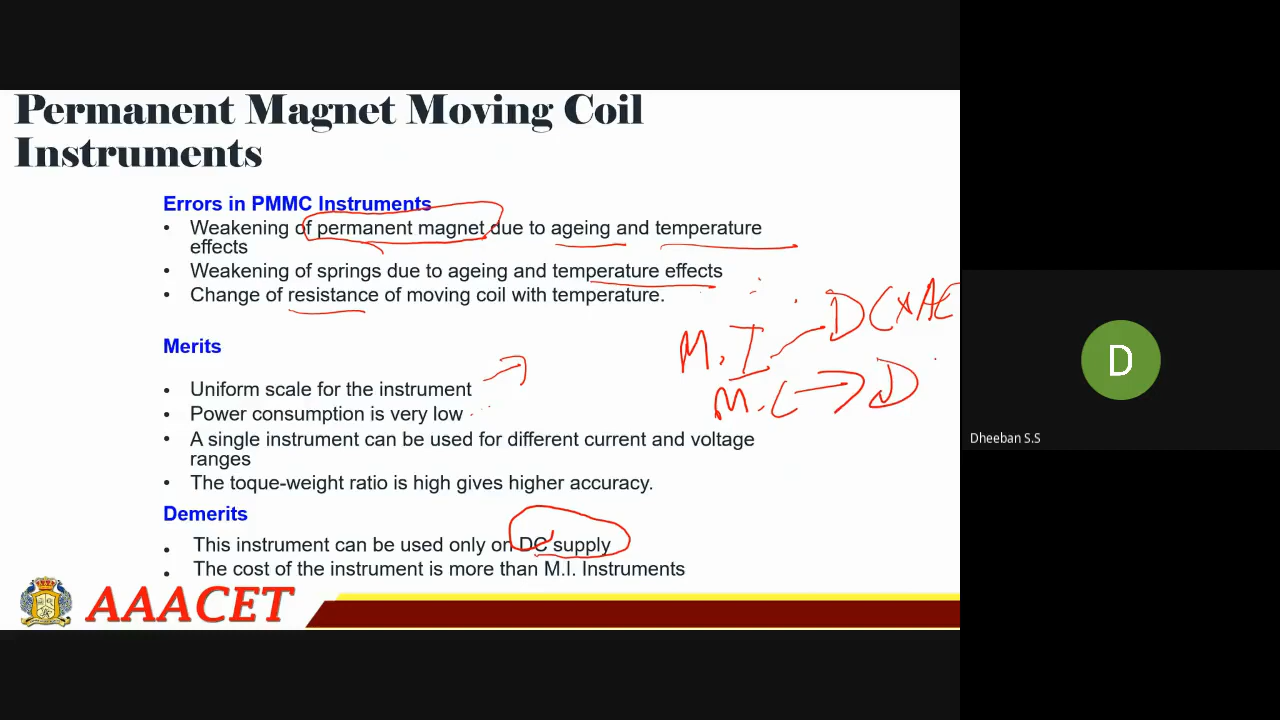 Permanent Magnet Moving Coil
Instruments
Errors in PMMC Instruments
• Weakening of permanent magnet due to ageing and temperature
effects
• Weakening of springs due to ageing and temperature effects
• Change of resistance of moving coil with temperature.
M. I DC
M. C → D
Merits
• Uniform scale for the instrument
• Power consumption is very low
• A single instrument can be used for different current and voltage
ranges
• The toque-weight ratio is high gives higher accuracy.
Demerits
• This instrument can be used only on DC supply
• The cost of the instrument is more than M.I. Instruments
AAACET
D
Dheeban S.S